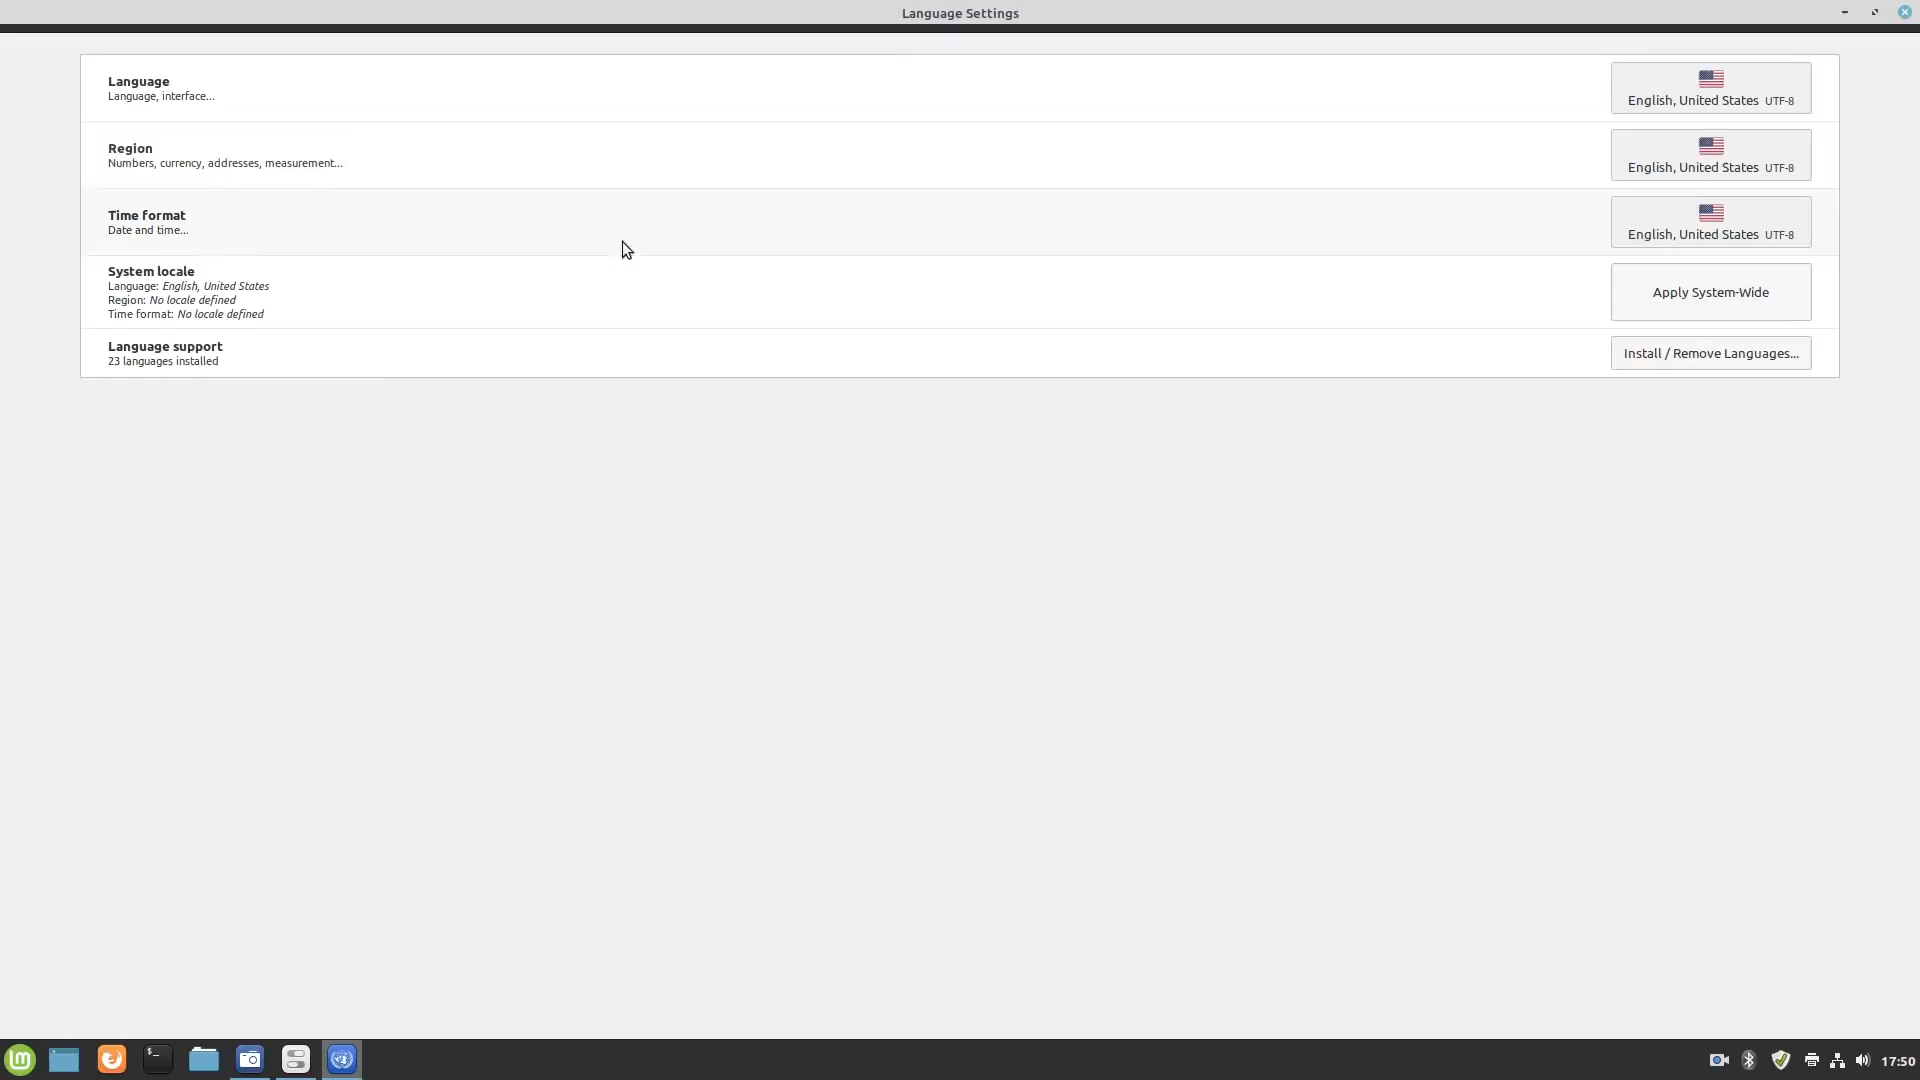 Language Settings
Language
Language, interface...
English, United States UTF-8
Region
Numbers, currency, addresses, measurement...
English, United States UTF-8
Time format
Date and time...
English, United States UTF-8
System locale
Language: English, United States
Region: No locale defined
Time format: No locale defined
Apply System-Wide
Language support
23 languages installed
Install / Remove Languages...
17:50